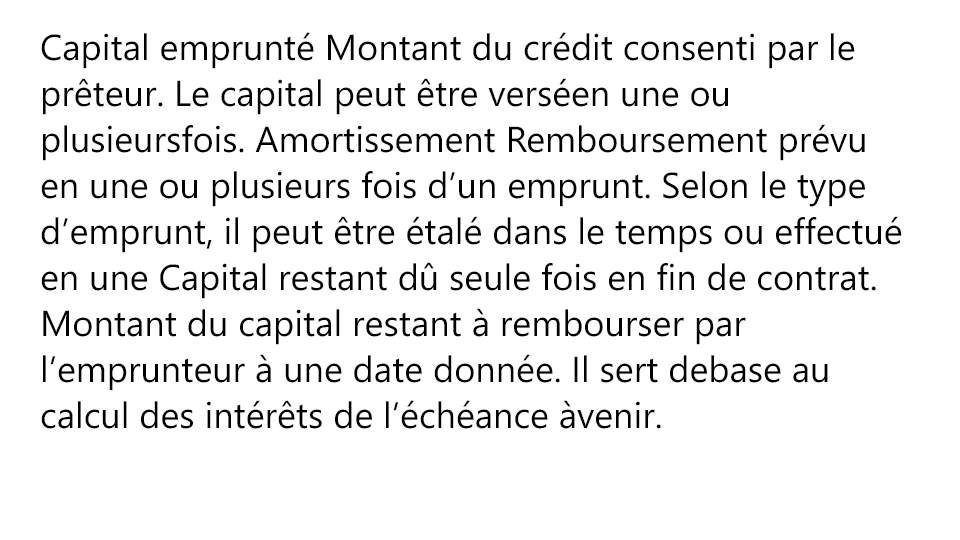 Capital emprunté Montant du crédit consenti par le
prêteur. Le capital peut être verséen une ou
plusieursfois. Amortissement Remboursement prévu
en une ou plusieurs fois d’un emprunt. Selon le type
d’emprunt, il peut être étalé dans le temps ou effectué
en une Capital restant dû seule fois en fin de contrat.
Montant du capital restant à rembourser par
l’emprunteur à une date donnée. Il sert debase au
calcul des intérêts de l’échéance àvenir.